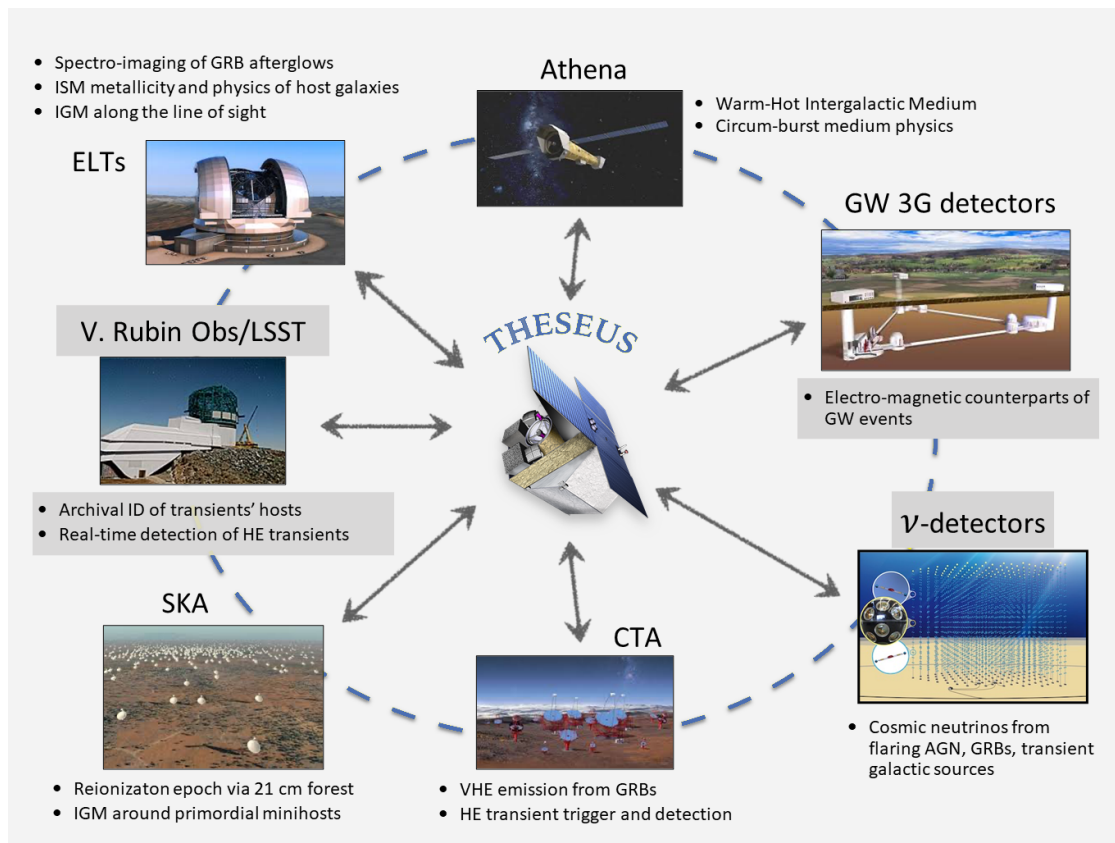 • Spectro-imaging of GRB afterglows
• ISM metallicity and physics of host galaxies
• IGM along the line of sight
ELTs
Athena
• Warm-Hot Intergalactic Medium
• Circum-burst medium physics
GW 3G detectors
• Electro-magnetic counterparts of
GW events
THESEUS
V. Rubin Obs/LSST
• Archival ID of transients’ hosts
• Real-time detection of HE transients
ν-detectors
• Cosmic neutrinos from
flaring AGN, GRBs, transient
galactic sources
SKA
• Reionizaton epoch via 21 cm forest
• IGM around primordial minihosts
CTA
• VHE emission from GRBs
• HE transient trigger and detection